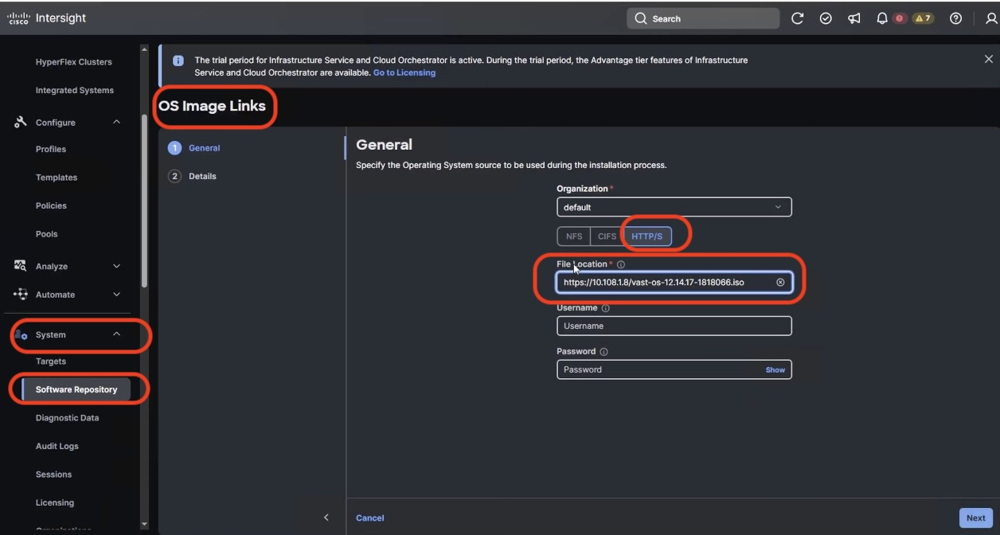 cisco Intersight
Search
7
HyperFlex Clusters
Integrated Systems
Configure
Profiles
Templates
Policies
Pools
Analyze
Automate
System
Targets
Software Repository
Diagnostic Data
Audit Logs
Sessions
Licensing
The trial period for Infrastructure Service and Cloud Orchestrator is active. During the trial period, the Advantage tier features of Infrastructure
Service and Cloud Orchestrator are available. Go to Licensing
OS Image Links
1 General
2 Details
General
Specify the Operating System source to be used during the installation process.
Organization *
default
NFS CIFS HTTP/S
File Location *
https://10.108.1.8/vast-os-12.14.17-1818066.iso
Username
Username
Password
Password Show
Cancel Next